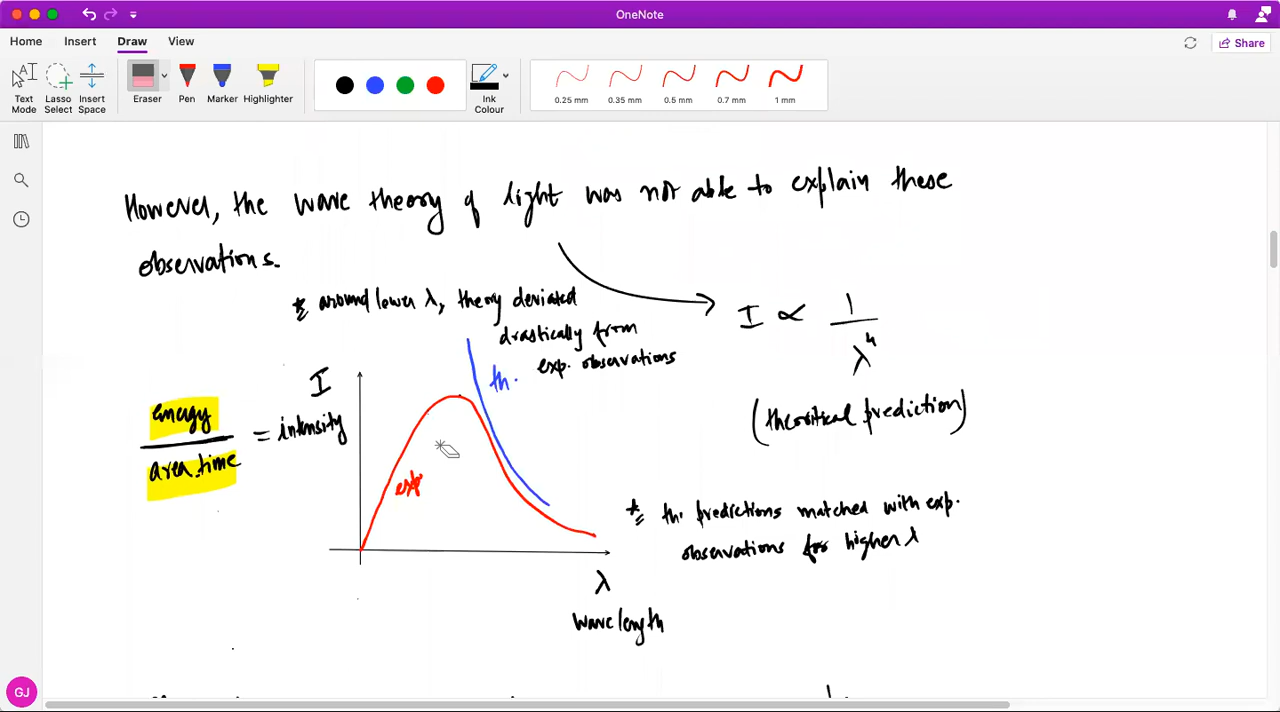 OneNote
Home Insert Draw View
Share
Text Mode
Lasso Select
Insert Space
Eraser
Pen
Marker
Highlighter
Ink Colour
0.25 mm 0.35 mm 0.5 mm 0.7 mm 1 mm
However, the wave theory of light was not able to explain these
observations.
* around lower λ, theory deviated
drastically from
exp. observations
I ∝ 1/λ⁴
(theoritical prediction)
I
th.
energy
area.time
= intensity
exp
* th. predictions matched with exp.
observations for higher λ
λ
wavelength
GJ